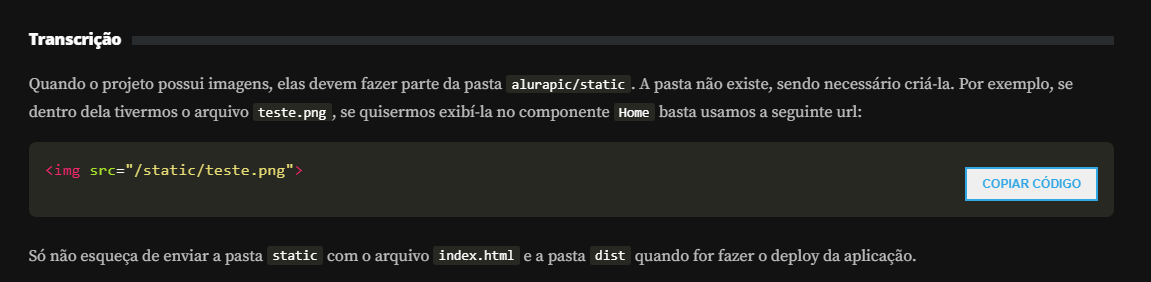 Transcrição
Quando o projeto possui imagens, elas devem fazer parte da pasta alurapic/static. A pasta não existe, sendo necessário criá-la. Por exemplo, se
dentro dela tivermos o arquivo teste.png, se quisermos exibí-la no componente Home basta usamos a seguinte url:
<img src="/static/teste.png">
COPIAR CÓDIGO
Só não esqueça de enviar a pasta static com o arquivo index.html e a pasta dist quando for fazer o deploy da aplicação.